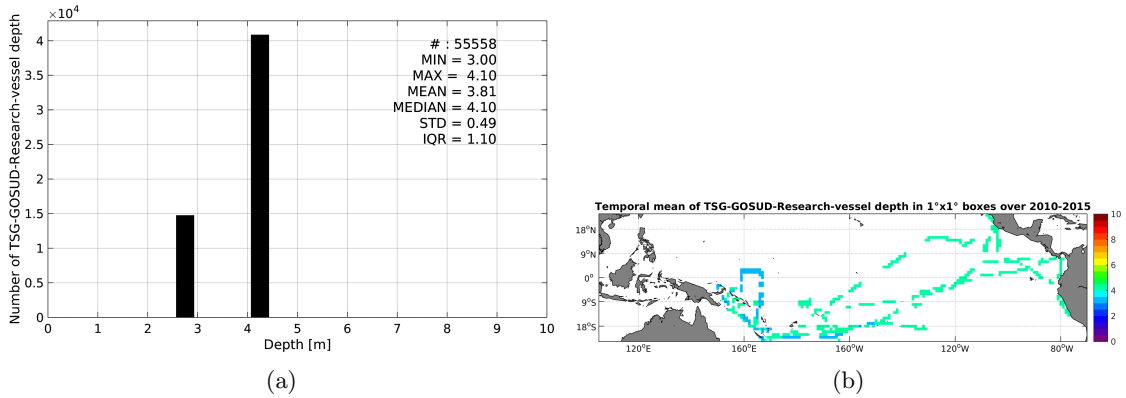 ×10⁴
Number of TSG-GOSUD-Research-vessel depth
4
3.5
3
2.5
2
1.5
1
0.5
0
# : 55558
MIN = 3.00
MAX = 4.10
MEAN = 3.81
MEDIAN = 4.10
STD = 0.49
IQR = 1.10
0 1 2 3 4 5 6 7 8 9 10
Depth [m]
(a)
Temporal mean of TSG-GOSUD-Research-vessel depth in 1°x1° boxes over 2010-2015
18°N
9°N
0°
9°S
18°S
120°E 160°E 160°W 120°W 80°W
10
8
6
4
2
0
(b)